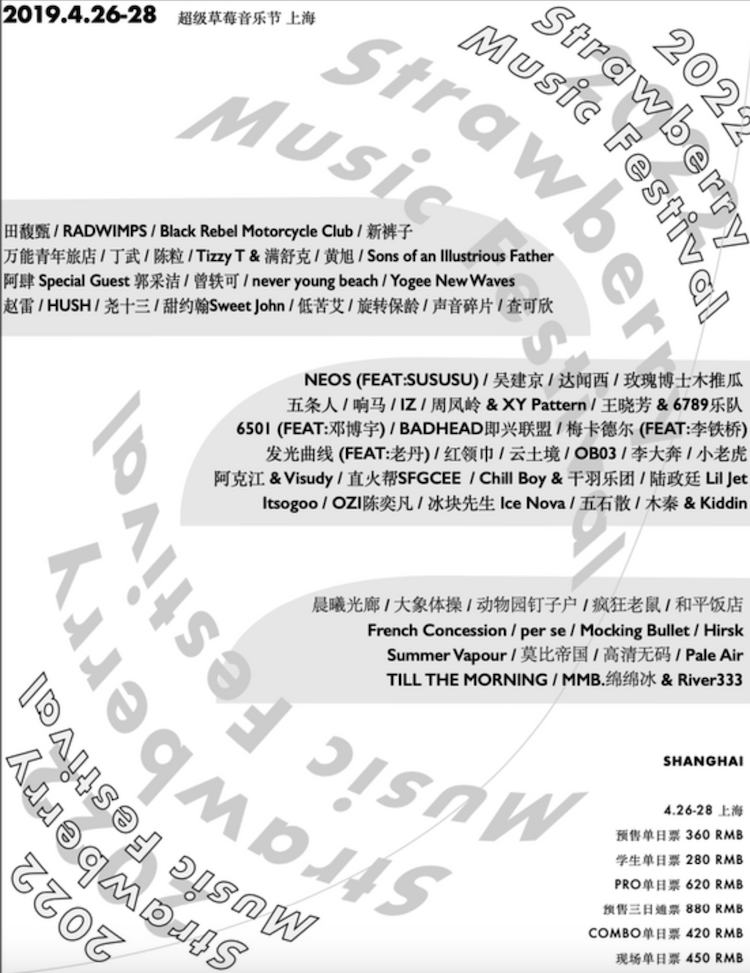 2019.4.26-28 超级草莓音乐节 上海
2022
Strawberry
Music Festival
2022
Strawberry
Music Festival
田馥甄 / RADWIMPS / Black Rebel Motorcycle Club / 新裤子
万能青年旅店 / 丁武 / 陈粒 / Tizzy T & 满舒克 / 黄旭 / Sons of an Illustrious Father
阿肆 Special Guest 郭采洁 / 曾轶可 / never young beach / Yogee New Waves
赵雷 / HUSH / 尧十三 / 甜约翰Sweet John / 低苦艾 / 旋转保龄 / 声音碎片 / 查可欣
NEOS (FEAT:SUSUSU) / 吴建京 / 达闻西 / 玫瑰博士木推瓜
五条人 / 响马 / IZ / 周凤岭 & XY Pattern / 王晓芳 & 6789乐队
6501 (FEAT:邓博宇) / BADHEAD即兴联盟 / 梅卡德尔 (FEAT:李铁桥)
发光曲线 (FEAT:老丹) / 红领巾 / 云土境 / OB03 / 李大奔 / 小老虎
阿克江 & Visudy / 直火帮SFGCEE / Chill Boy & 干羽乐团 / 陆政廷 Lil Jet
Itsogoo / OZI陈奕凡 / 冰块先生 Ice Nova / 五石散 / 木秦 & Kiddin
晨曦光廊 / 大象体操 / 动物园钉子户 / 疯狂老鼠 / 和平饭店
French Concession / per se / Mocking Bullet / Hirsk
Summer Vapour / 莫比帝国 / 高清无码 / Pale Air
TILL THE MORNING / MMB.绵绵冰 & River333
Strawberry
Music Festival
2022
2022
Strawberry
Music Festival
SHANGHAI
4.26-28 上海
预售单日票 360 RMB
学生单日票 280 RMB
PRO单日票 620 RMB
预售三日通票 880 RMB
COMBO单日票 420 RMB
现场单日票 450 RMB